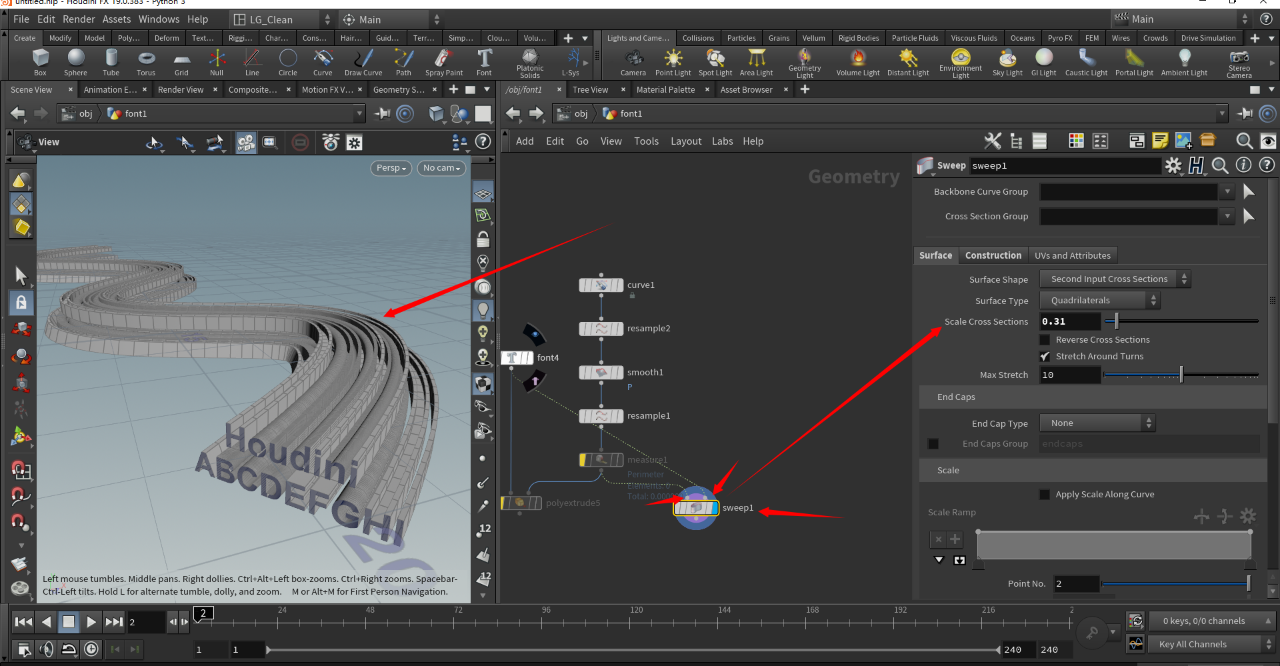 untitled.hip - Houdini FX 19.0.383 - Python 3
File Edit Render Assets Windows Help LG_Clean Main Main
Create Modify Model Poly... Deform Text... Riggi... Char... Cons... Hair... Guid... Terr... Simp... Clou... Volu... Lights and Came... Collisions Particles Grains Vellum Rigid Bodies Particle Fluids Viscous Fluids Oceans Pyro FX FEM Wires Crowds Drive Simulation
Box Sphere Tube Torus Grid Null Line Circle Curve Draw Curve Path Spray Paint Font Platonic Solids L-Sys Camera Point Light Spot Light Area Light Geometry Light Volume Light Distant Light Environment Light Sky Light GI Light Caustic Light Portal Light Ambient Light Stereo Camera
Scene View Animation E... Render View Composite... Motion FX V... Geometry S... /obj/font1 Tree View Material Palette Asset Browser
obj font1 obj font1
View
Add Edit Go View Tools Layout Labs Help
Persp No cam
Geometry
Sweep sweep1
Backbone Curve Group
Cross Section Group
Surface Construction UVs and Attributes
Surface Shape Second Input Cross Sections
Surface Type Quadrilaterals
Scale Cross Sections 0.31
Reverse Cross Sections
Stretch Around Turns
Max Stretch 10
End Caps
End Cap Type None
End Caps Group endcaps
Scale
Apply Scale Along Curve
Scale Ramp
Point No. 2
curve1
resample2
font4
smooth1
P
resample1
measure1
Perimeter
polyextrude5
sweep1
Houdini
ABCDEFGHI
12
12
Left mouse tumbles. Middle pans. Right dollies. Ctrl+Alt+Left box-zooms. Ctrl+Right zooms. Spacebar-
Ctrl-Left tilts. Hold L for alternate tumble, dolly, and zoom. M or Alt+M for First Person Navigation.
2 2 24 48 72 96 120 144 168 192 216 2
0 keys, 0/0 channels
1 1 240 240 Key All Channels